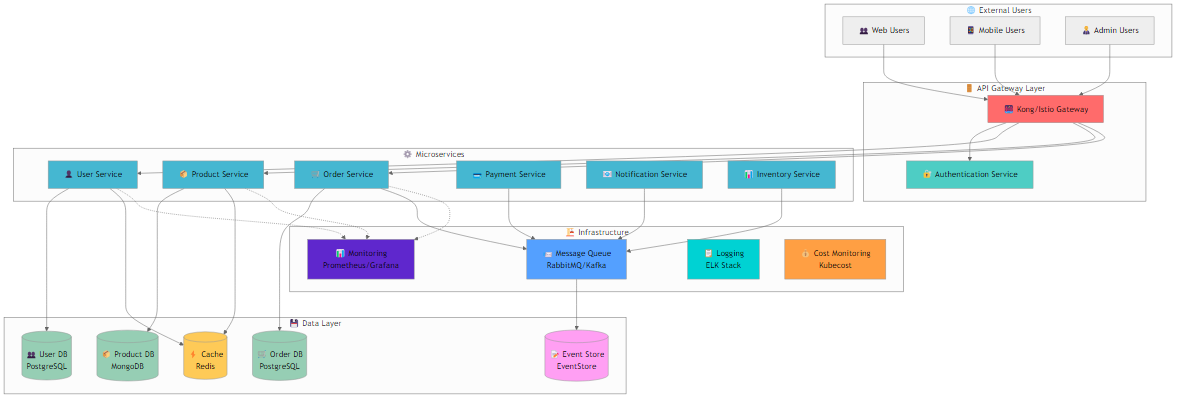 External Users
Web Users
Mobile Users
Admin Users
API Gateway Layer
Kong/Istio Gateway
Authentication Service
Microservices
User Service
Product Service
Order Service
Payment Service
Notification Service
Inventory Service
Infrastructure
Monitoring
Prometheus/Grafana
Message Queue
RabbitMQ/Kafka
Logging
ELK Stack
Cost Monitoring
Kubecost
Data Layer
User DB
PostgreSQL
Product DB
MongoDB
Cache
Redis
Order DB
PostgreSQL
Event Store
EventStore